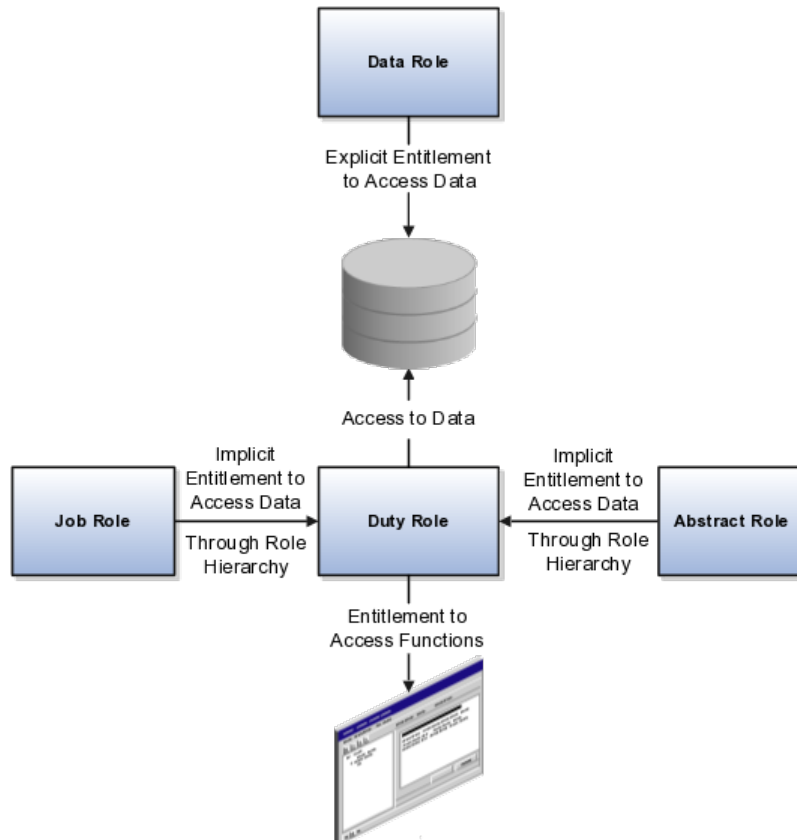 Data Role
Explicit Entitlement
to Access Data
Access to Data
Implicit
Entitlement to
Access Data
Through Role
Hierarchy
Job Role
Duty Role
Implicit
Entitlement to
Access Data
Through Role
Hierarchy
Abstract Role
Entitlement to
Access Functions